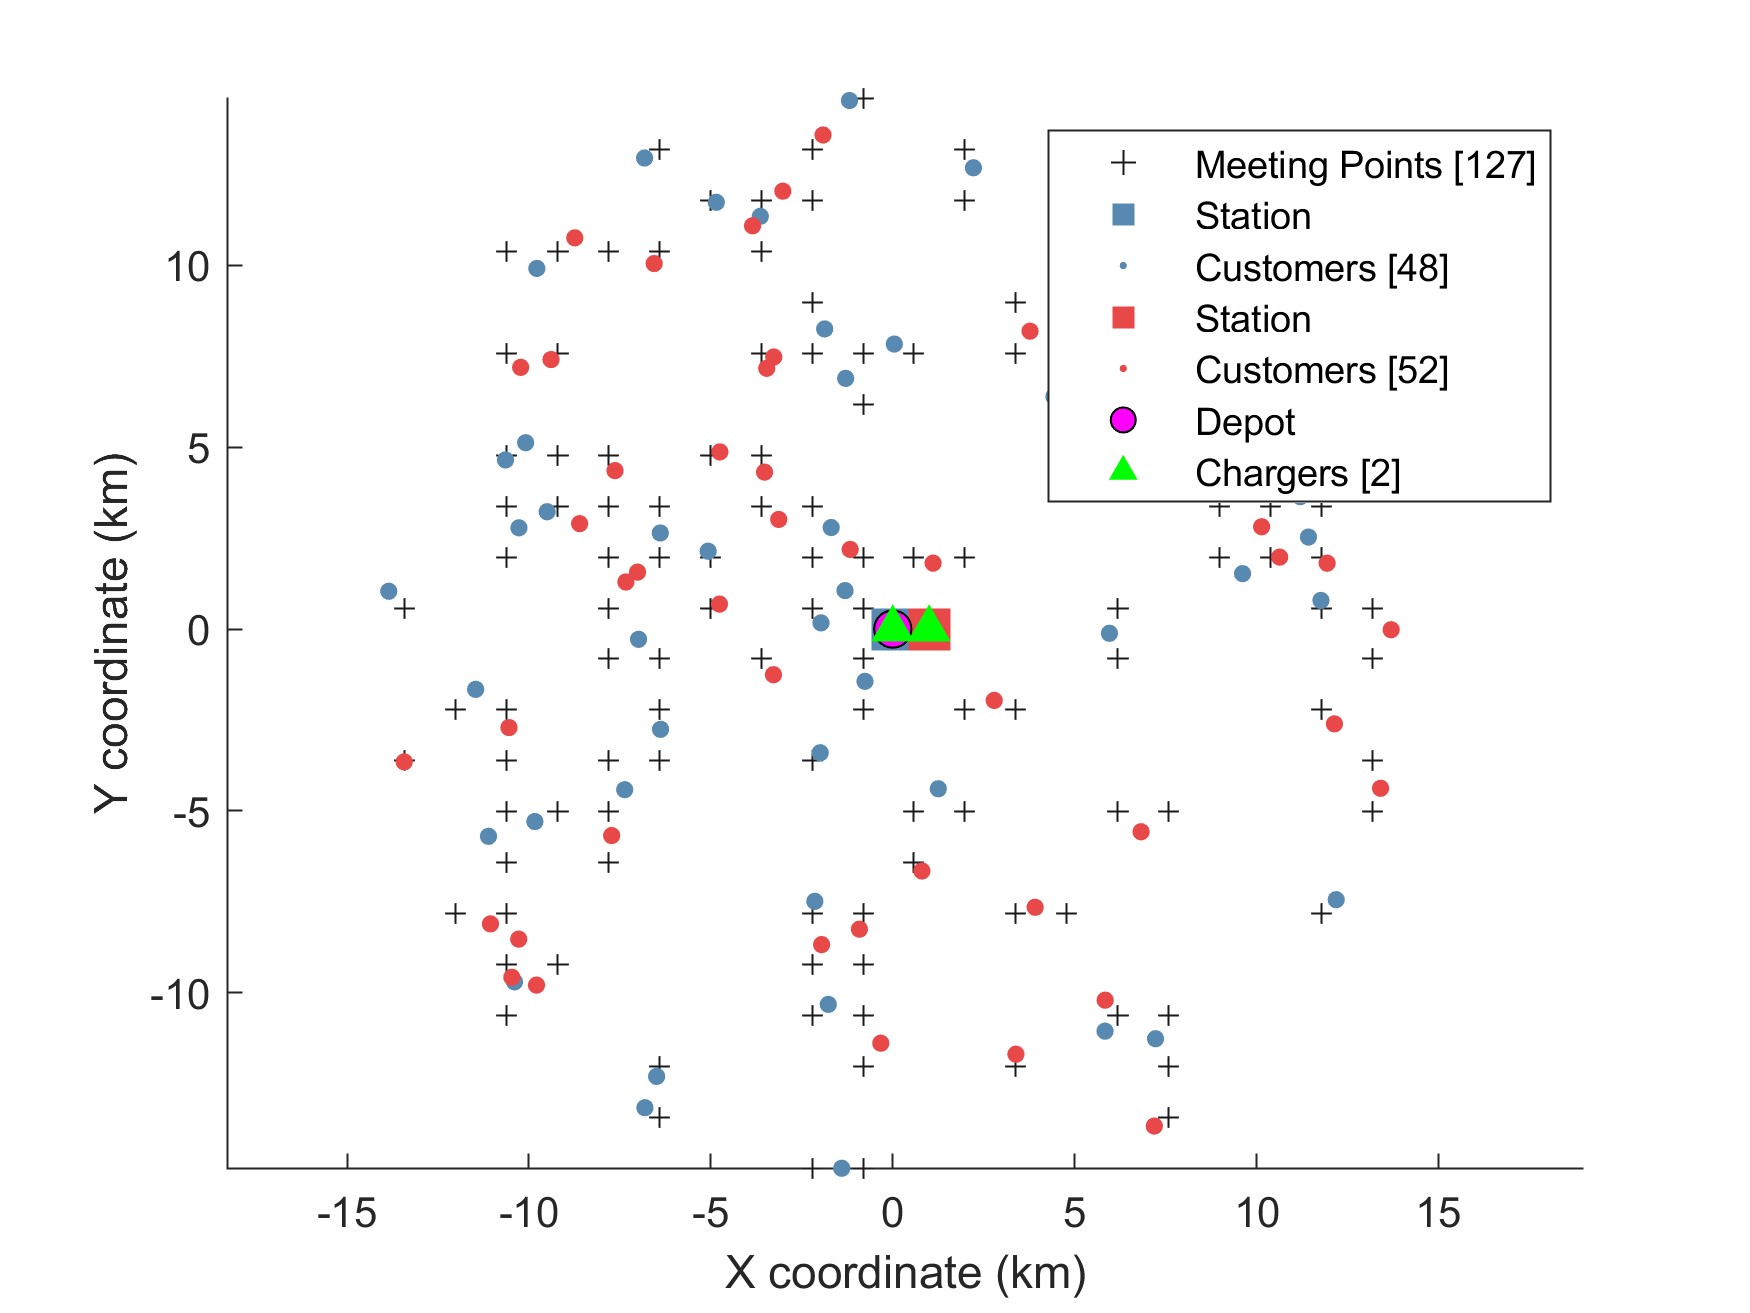 Meeting Points [127]
Station
Customers [48]
Station
Customers [52]
Depot
Chargers [2]
10
5
0
-5
-10
Y coordinate (km)
-15 -10 -5 0 5 10 15
X coordinate (km)